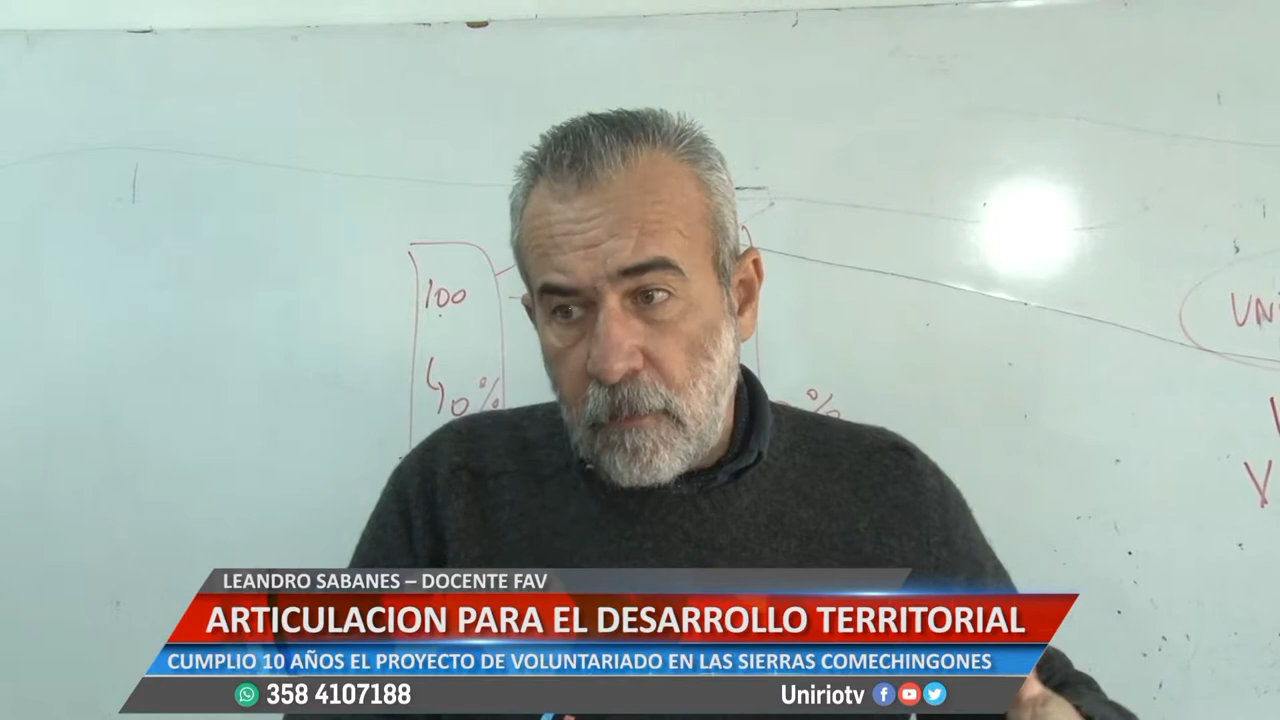 100
40%
%
UN
V
LEANDRO SABANES – DOCENTE FAV
ARTICULACION PARA EL DESARROLLO TERRITORIAL
CUMPLIO 10 AÑOS EL PROYECTO DE VOLUNTARIADO EN LAS SIERRAS COMECHINGONES
358 4107188
Uniriotv